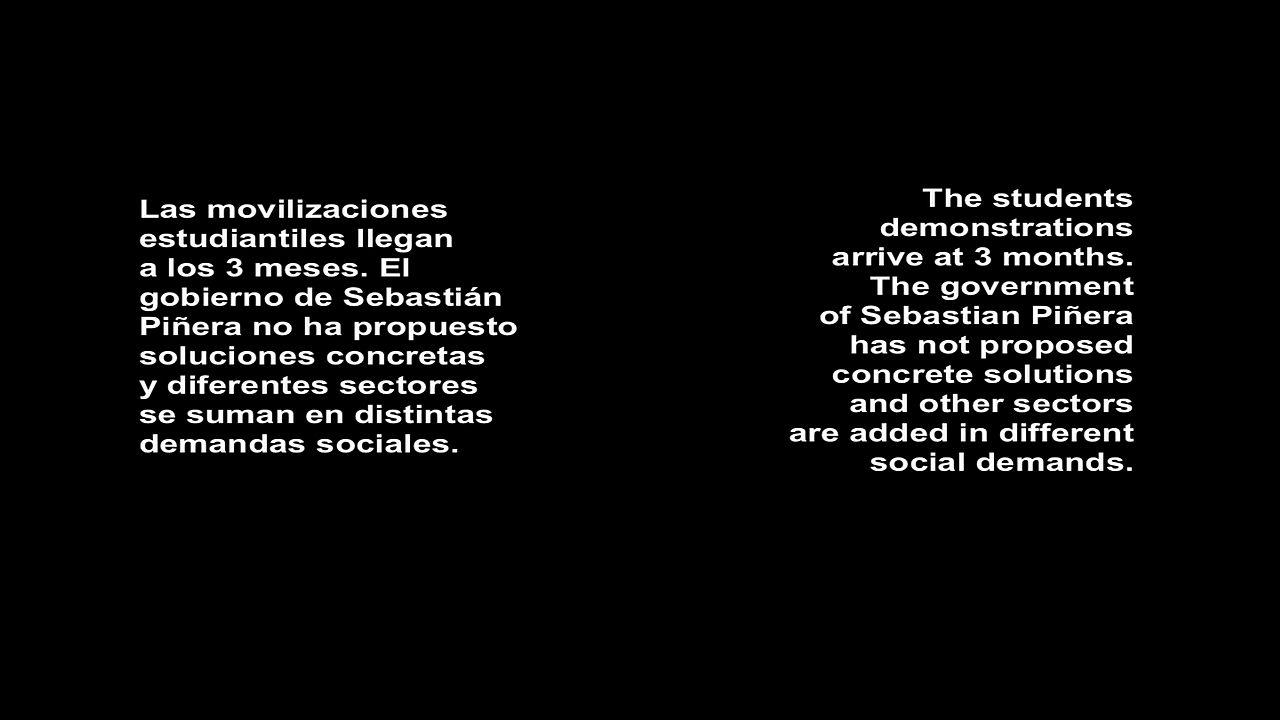 Las movilizaciones
estudiantiles llegan
a los 3 meses. El
gobierno de Sebastián
Piñera no ha propuesto
soluciones concretas
y diferentes sectores
se suman en distintas
demandas sociales.
The students
demonstrations
arrive at 3 months.
The government
of Sebastian Piñera
has not proposed
concrete solutions
and other sectors
are added in different
social demands.